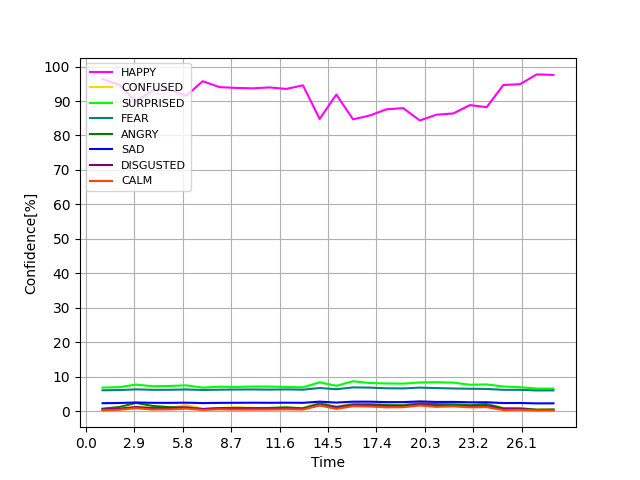 100
90
80
70
60
50
40
30
20
10
0
Confidence[%]
HAPPY
CONFUSED
SURPRISED
FEAR
ANGRY
SAD
DISGUSTED
CALM
0.0 2.9 5.8 8.7 11.6 14.5 17.4 20.3 23.2 26.1
Time